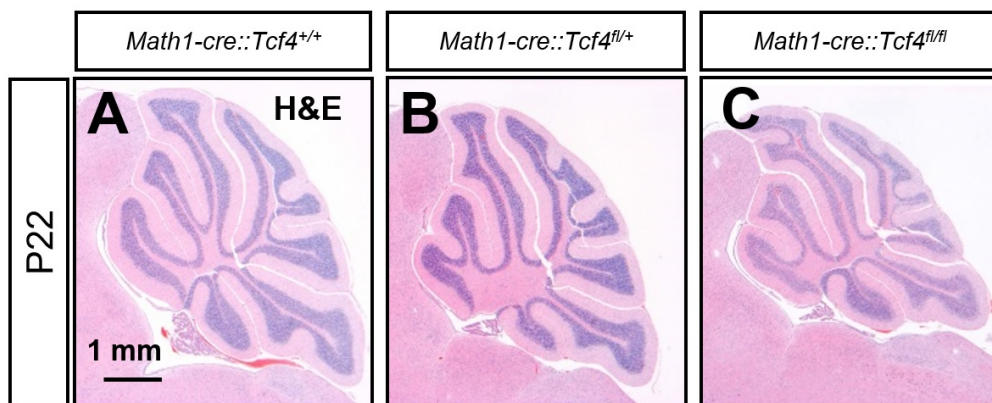 Math1-cre::Tcf4+/+
Math1-cre::Tcf4fl/+
Math1-cre::Tcf4fl/fl
P22
A
H&E
1 mm
B
C